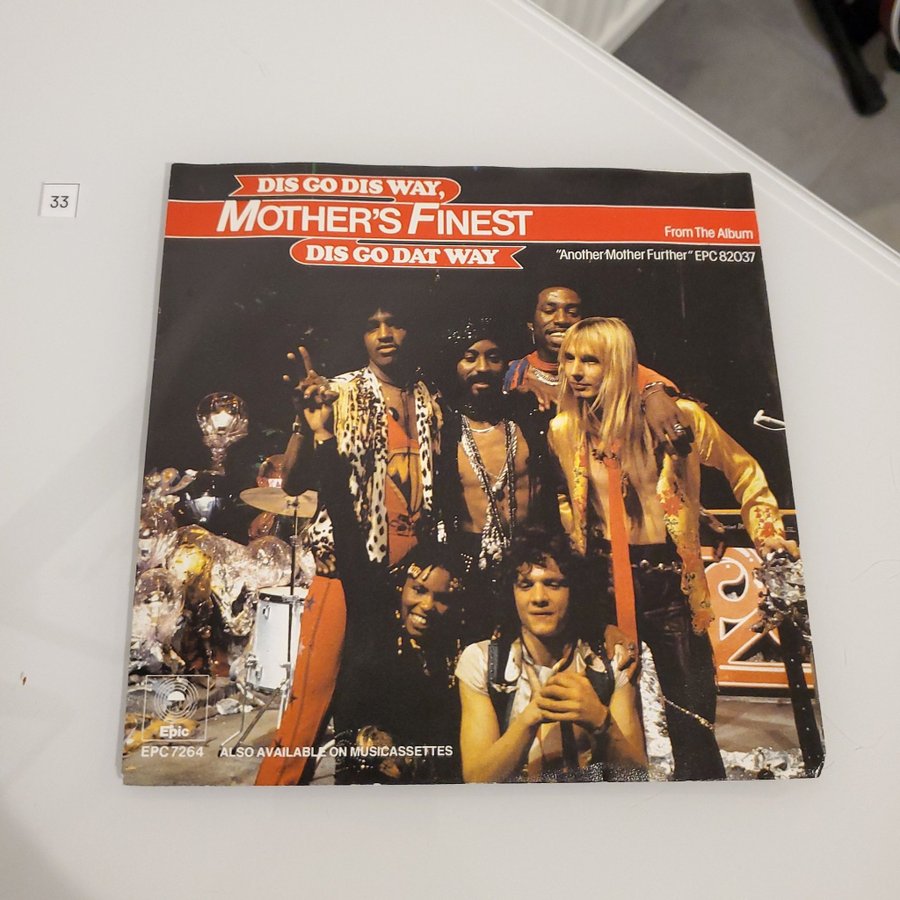 33
DIS GO DIS WAY,
MOTHER'S FINEST
From The Album
DIS GO DAT WAY
"Another Mother Further" EPC 82037
Epic
EPC 7264
ALSO AVAILABLE ON MUSICASSETTES